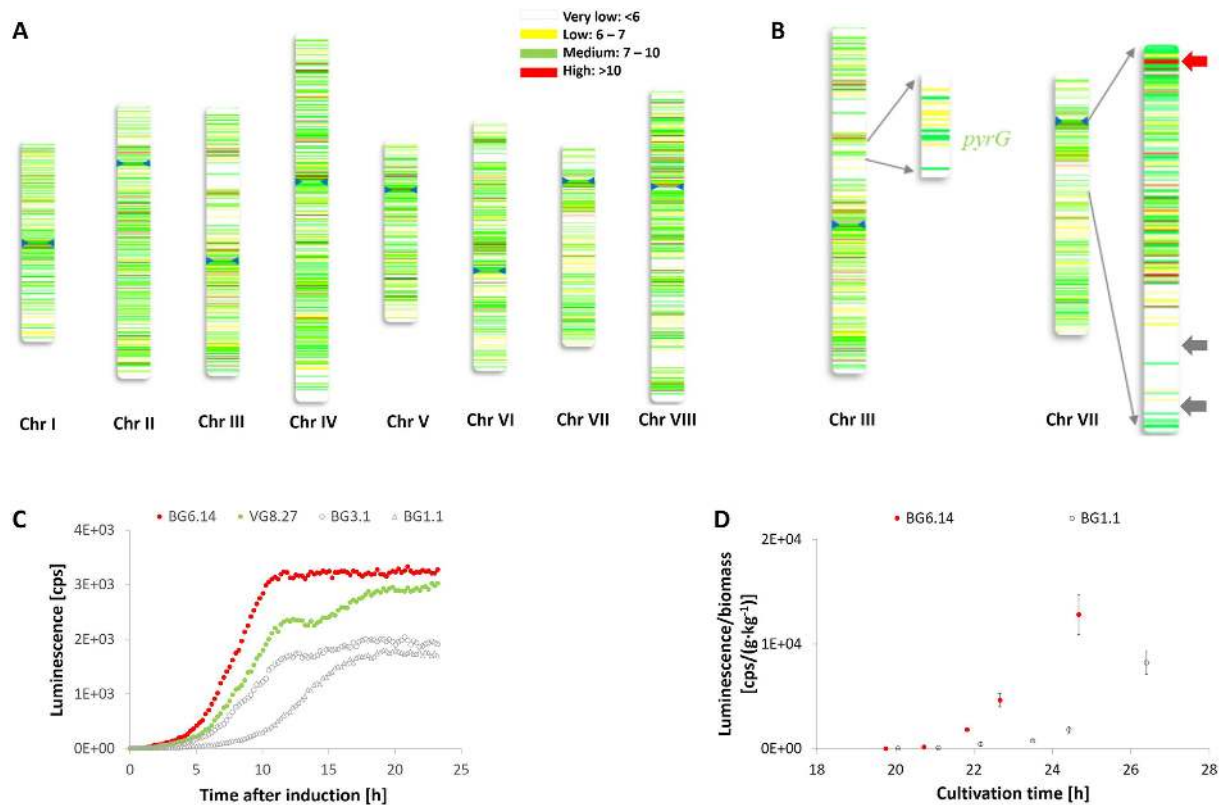 A
Very low: <6
Low: 6 – 7
Medium: 7 – 10
High: >10
Chr I
Chr II
Chr III
Chr IV
Chr V
Chr VI
Chr VII
Chr VIII
B
pyrG
Chr III
Chr VII
C
BG6.14
VG8.27
BG3.1
BG1.1
Luminescence [cps]
4E+03
3E+03
2E+03
1E+03
0E+00
0
5
10
15
20
25
Time after induction [h]
D
BG6.14
BG1.1
Luminescence/biomass
[cps/(g·kg⁻¹)]
2E+04
1E+04
0E+00
18
20
22
24
26
28
Cultivation time [h]